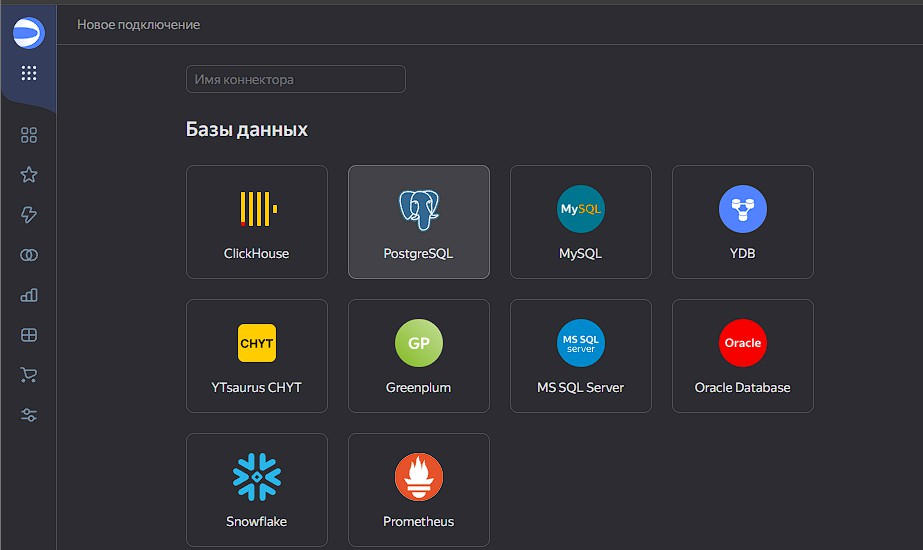 Новое подключение
Имя коннектора
Базы данных
ClickHouse
PostgreSQL
MySQL
MySQL
YDB
CHYT
YTsaurus CHYT
GP
Greenplum
MS SQL
server
MS SQL Server
Oracle
Oracle Database
Snowflake
Prometheus